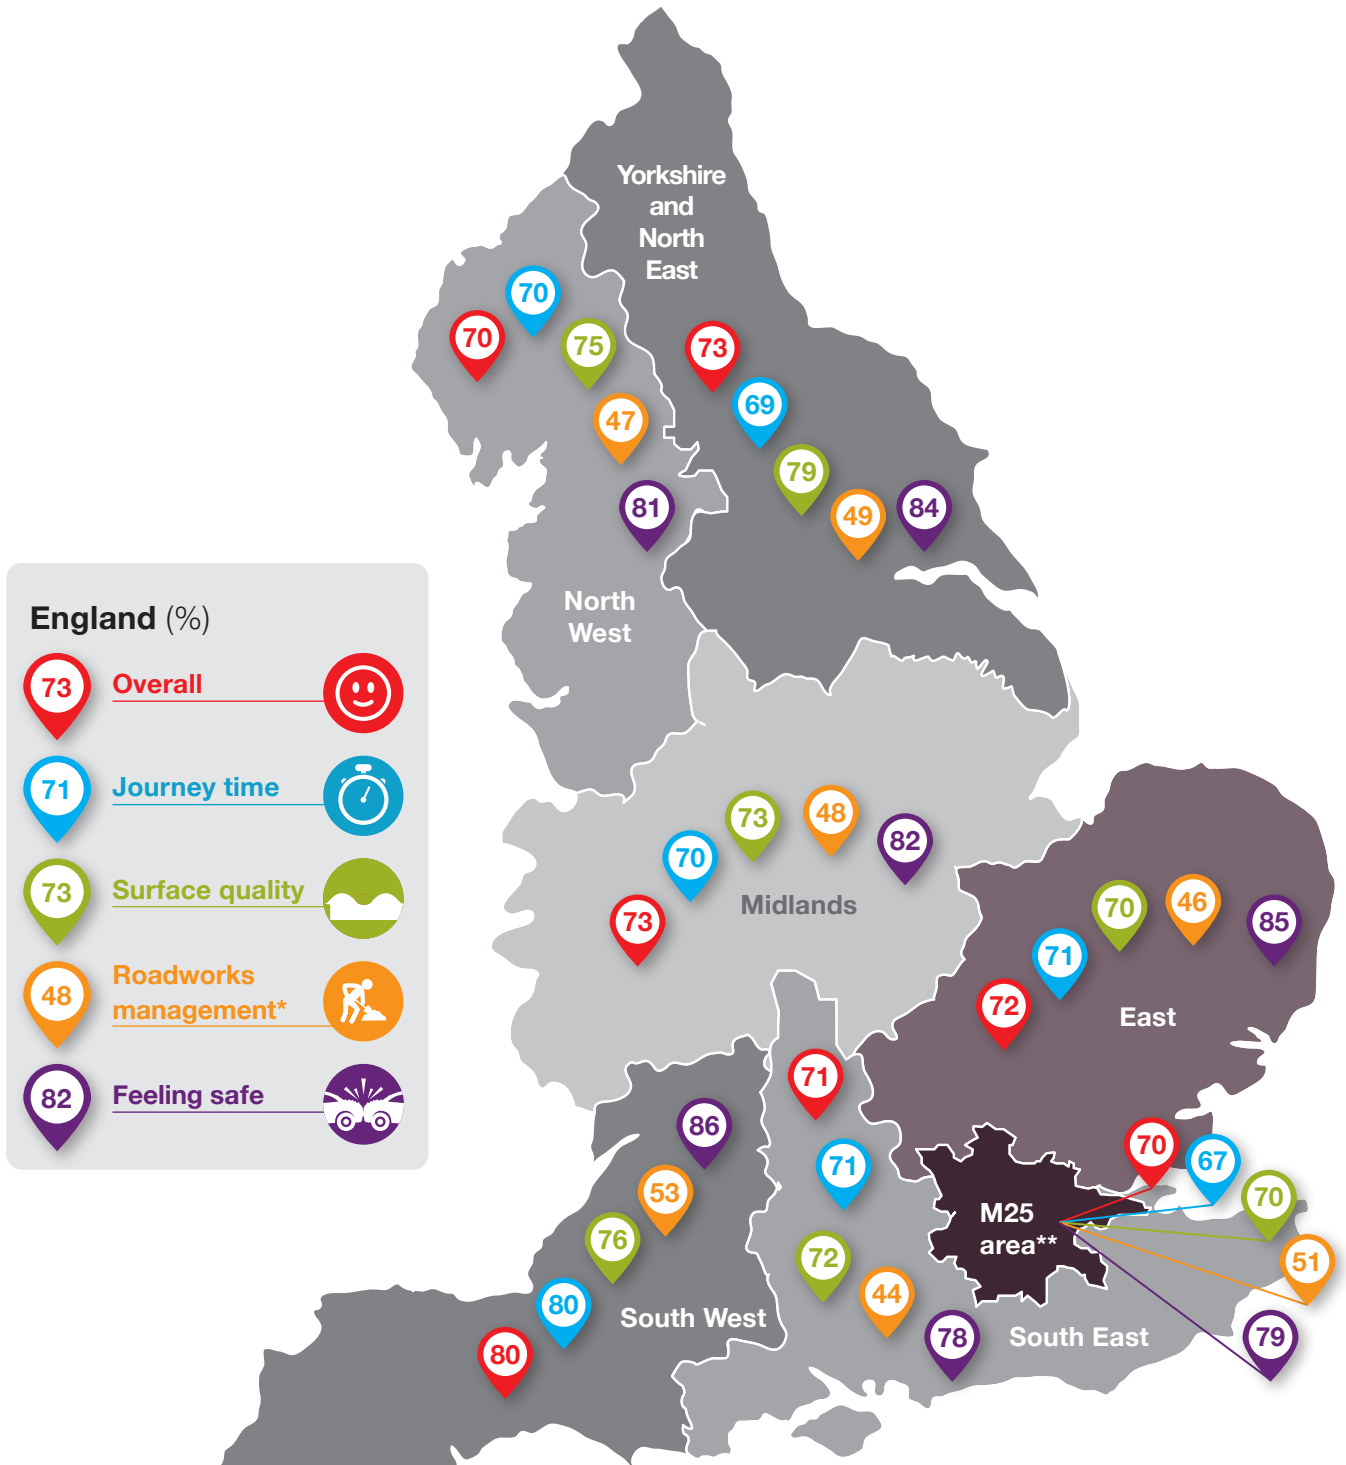 Yorkshire
and
North
East
70
70
75
47
81
North
West
73
69
79
49
84
England (%)
73
Overall
71
Journey time
73
Surface quality
48
Roadworks
management*
82
Feeling safe
73
70
73
48
82
Midlands
72
71
70
46
85
East
86
53
76
80
80
South West
71
71
72
44
78
South East
M25
area**
70
67
70
51
79